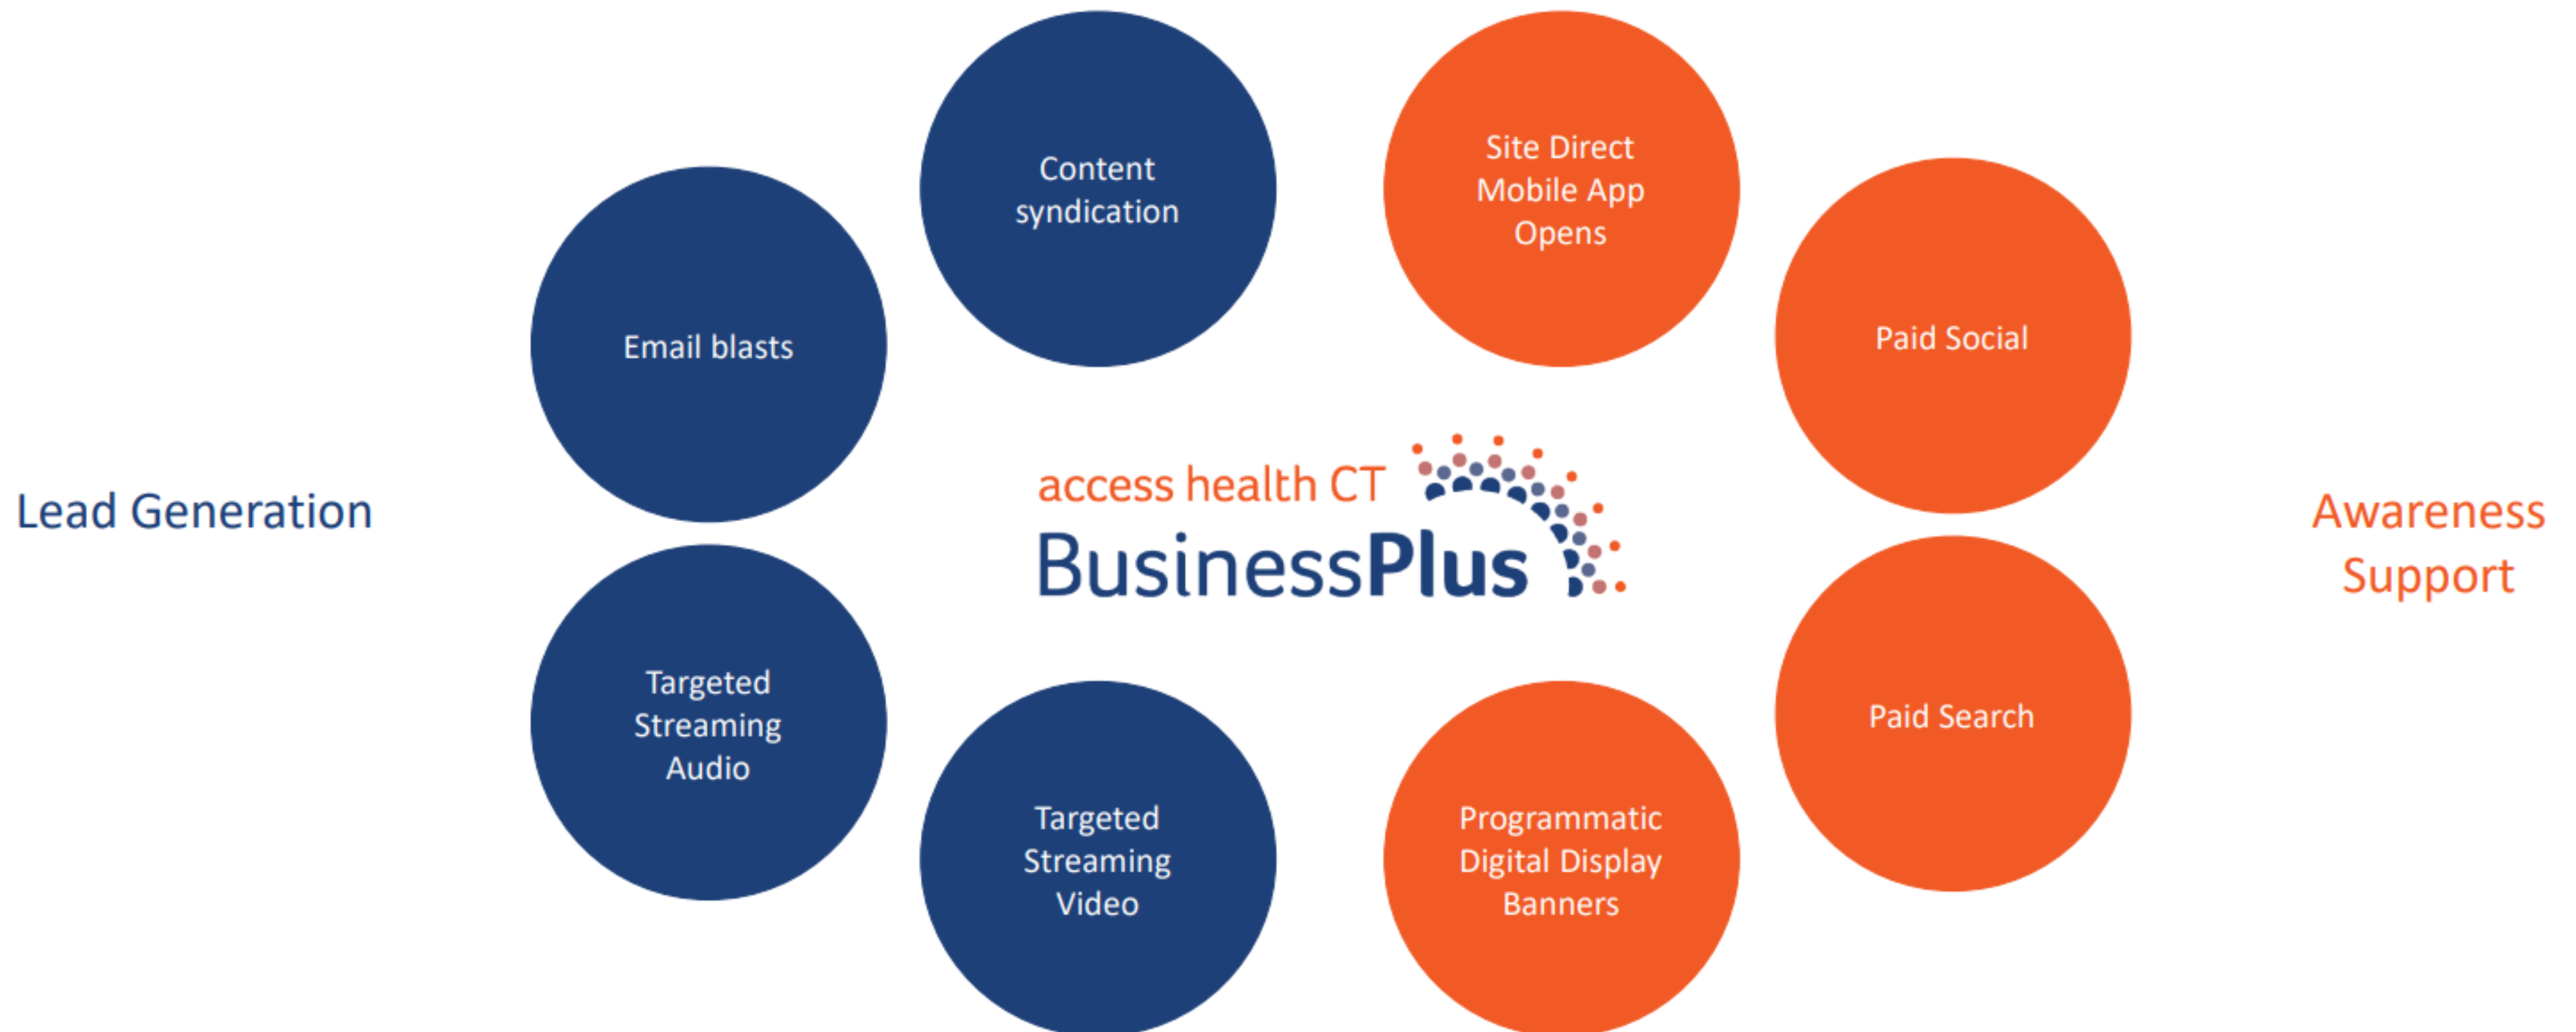 Lead Generation
Email blasts
Content
syndication
Targeted
Streaming
Audio
Targeted
Streaming
Video
access health CT
BusinessPlus
Site Direct
Mobile App
Opens
Paid Social
Paid Search
Programmatic
Digital Display
Banners
Awareness
Support